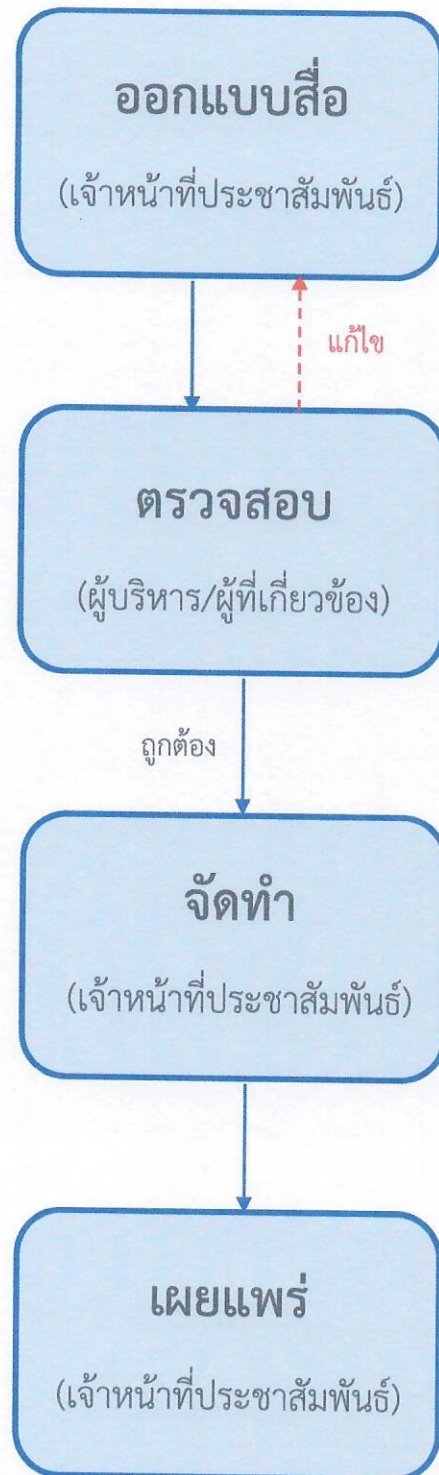 ออกแบบสื่อ
(เจ้าหน้าที่ประชาสัมพันธ์)
แก้ไข
ตรวจสอบ
(ผู้บริหาร/ผู้ที่เกี่ยวข้อง)
ถูกต้อง
จัดทำ
(เจ้าหน้าที่ประชาสัมพันธ์)
เผยแพร่
(เจ้าหน้าที่ประชาสัมพันธ์)